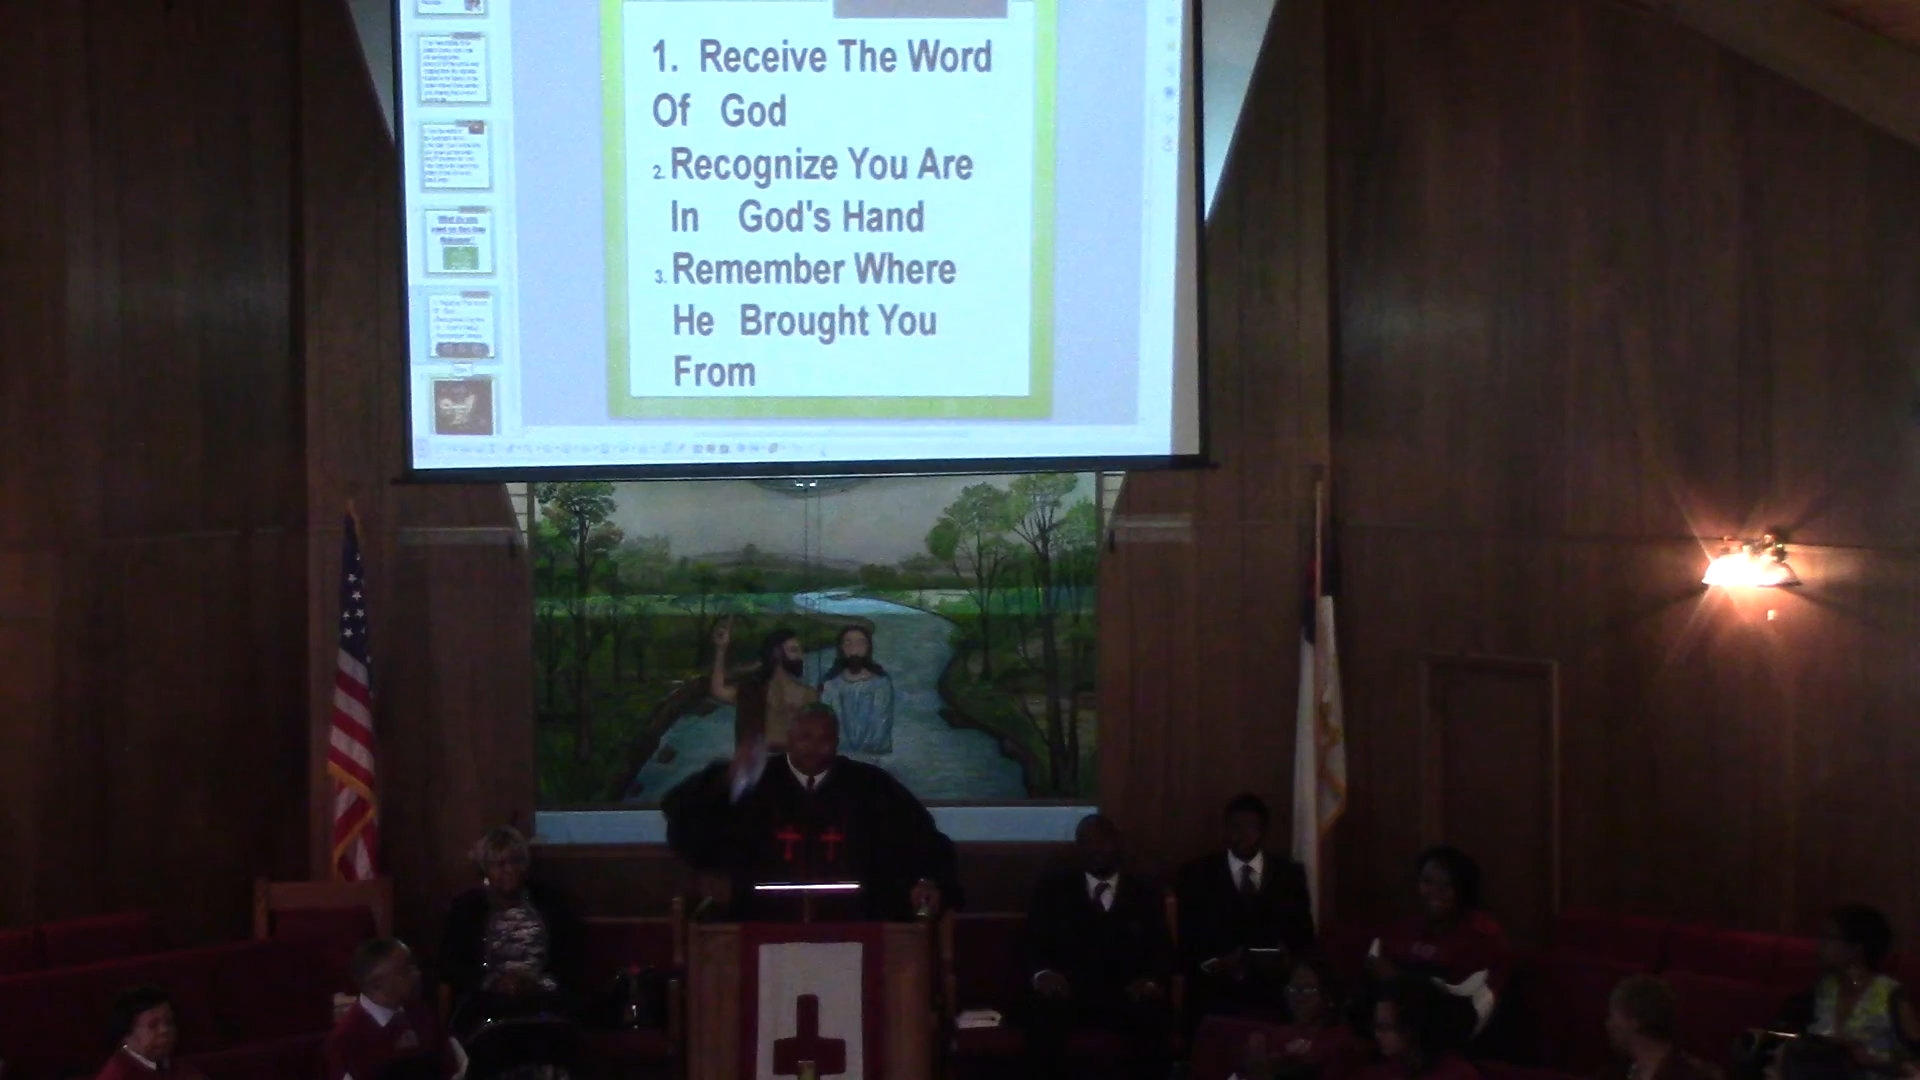 1. Receive The Word
Of God
2. Recognize You Are
In God's Hand
3. Remember Where
He Brought You
From